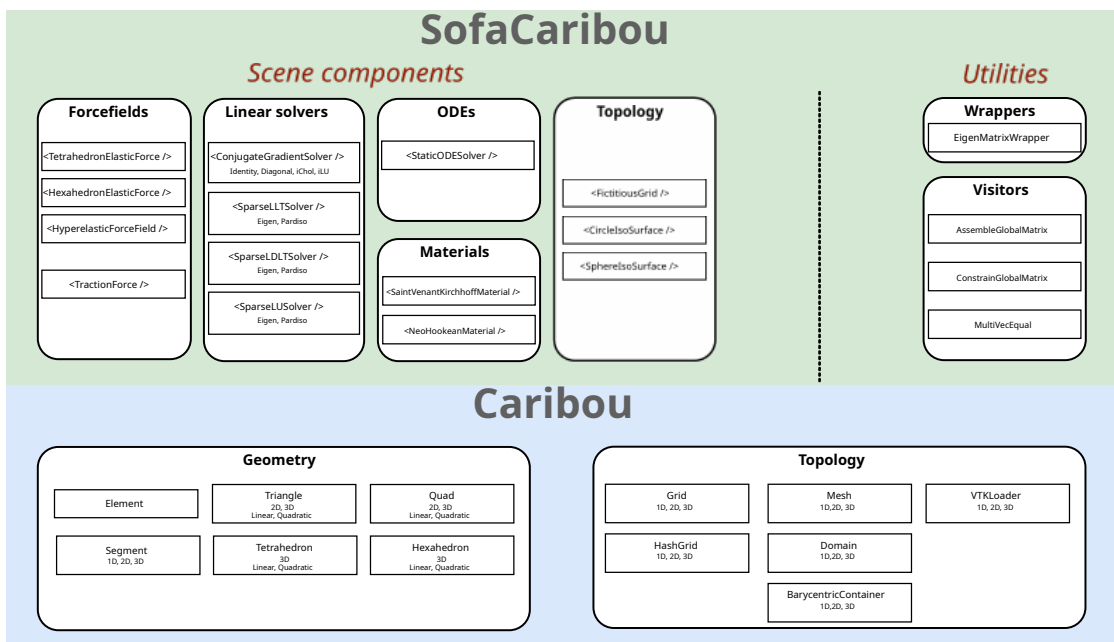 SofaCaribou
Scene components
Utilities
Forcefields
<TetrahedronElasticForce />
<HexahedronElasticForce />
<HyperelasticForceField />
<TractionForce />
Linear solvers
<ConjugateGradientSolver />
Identity, Diagonal, iChol, iLU
<SparseLLTSolver />
Eigen, Pardiso
<SparseLDLTSolver />
Eigen, Pardiso
<SparseLUSolver />
Eigen, Pardiso
ODEs
<StaticODESolver />
Materials
<SaintVenantKirchhoffMaterial />
<NeoHookeanMaterial />
Topology
<FictitiousGrid />
<CircleIsoSurface />
<SphereIsoSurface />
Wrappers
EigenMatrixWrapper
Visitors
AssembleGlobalMatrix
ConstrainGlobalMatrix
MultiVecEqual
Caribou
Geometry
Element
Triangle
2D, 3D
Linear, Quadratic
Quad
2D, 3D
Linear, Quadratic
Segment
1D, 2D, 3D
Tetrahedron
3D
Linear, Quadratic
Hexahedron
3D
Linear, Quadratic
Topology
Grid
1D, 2D, 3D
Mesh
1D,2D, 3D
VTKLoader
1D, 2D, 3D
HashGrid
1D, 2D, 3D
Domain
1D,2D, 3D
BarycentricContainer
1D,2D, 3D